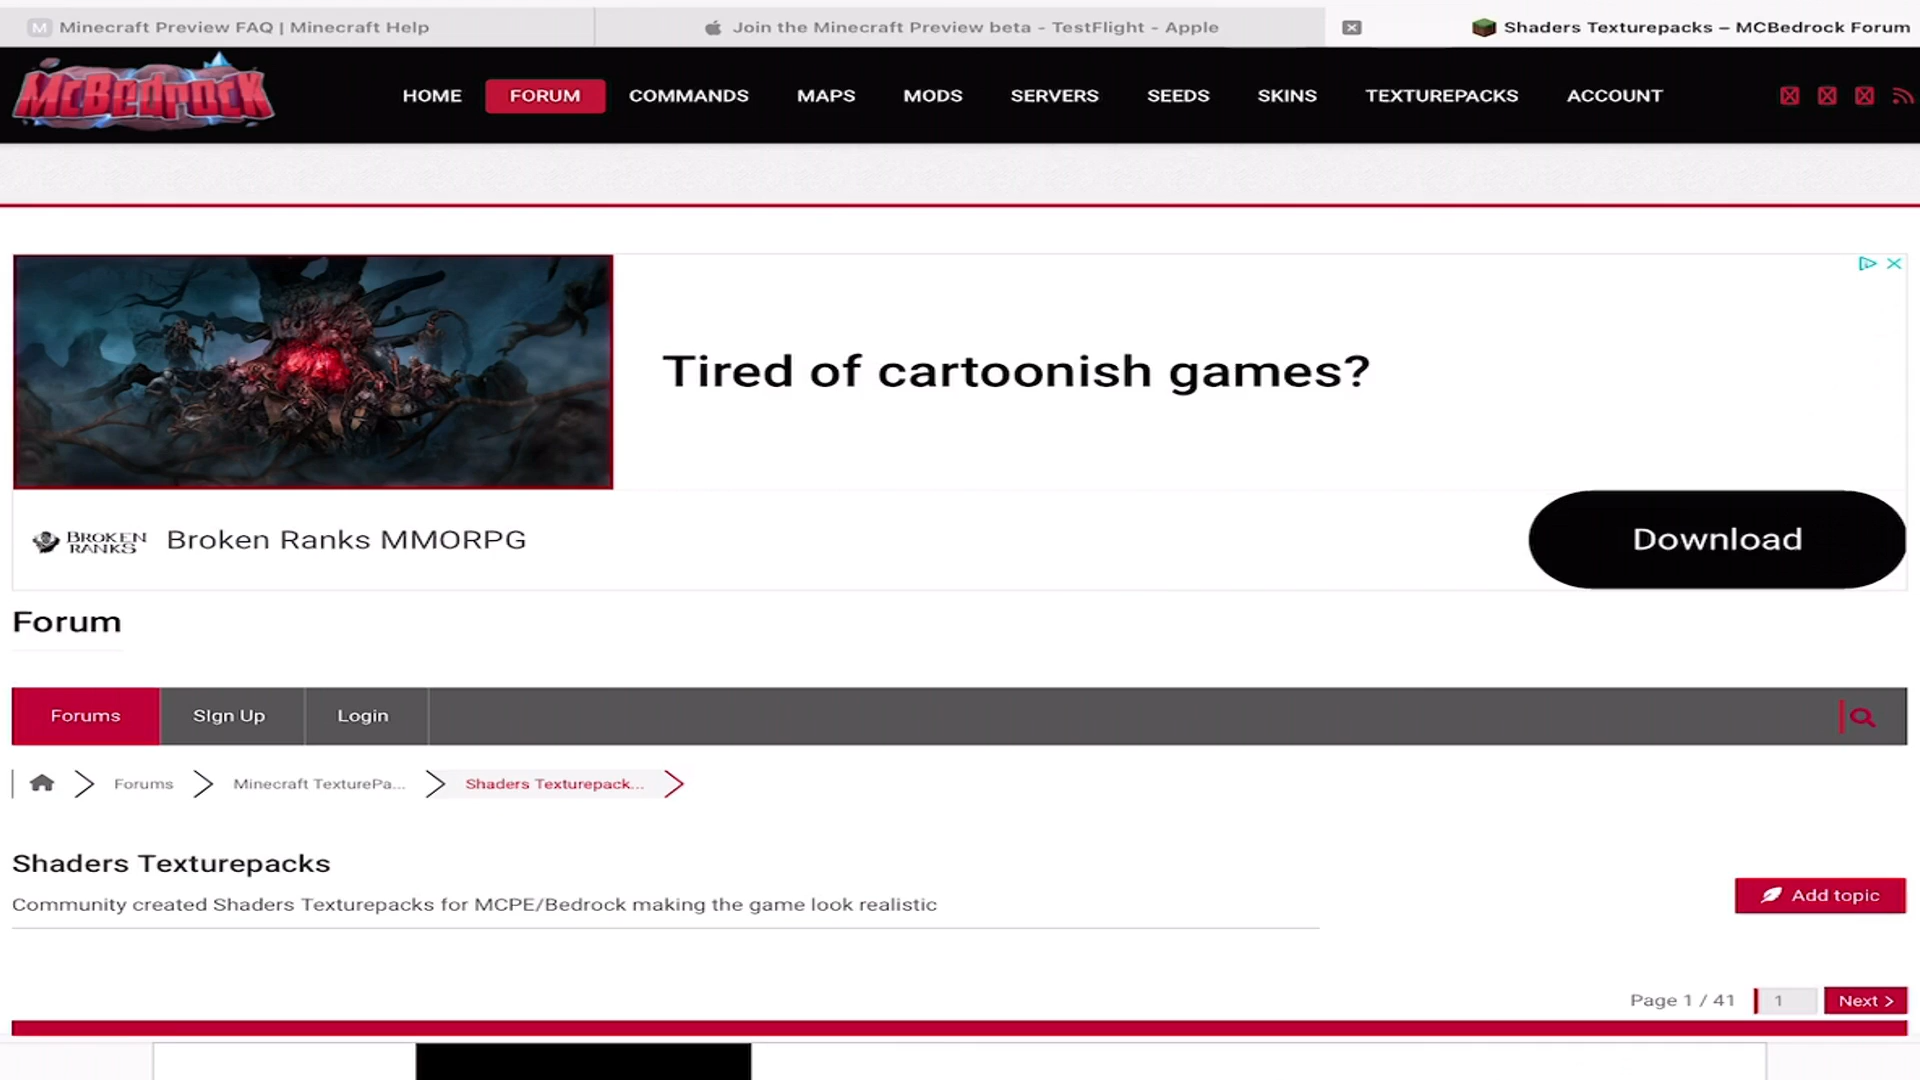 Minecraft Preview FAQ | Minecraft Help
Join the Minecraft Preview beta - TestFlight - Apple
Shaders Texturepacks – MCBedrock Forum
McBedrock
HOME
FORUM
COMMANDS
MAPS
MODS
SERVERS
SEEDS
SKINS
TEXTUREPACKS
ACCOUNT
Tired of cartoonish games?
BROKEN
RANKS
Broken Ranks MMORPG
Download
Forum
Forums
SIgn Up
Login
Forums
Minecraft TexturePa...
Shaders Texturepack...
Shaders Texturepacks
Community created Shaders Texturepacks for MCPE/Bedrock making the game look realistic
Add topic
Page 1 / 41
1
Next